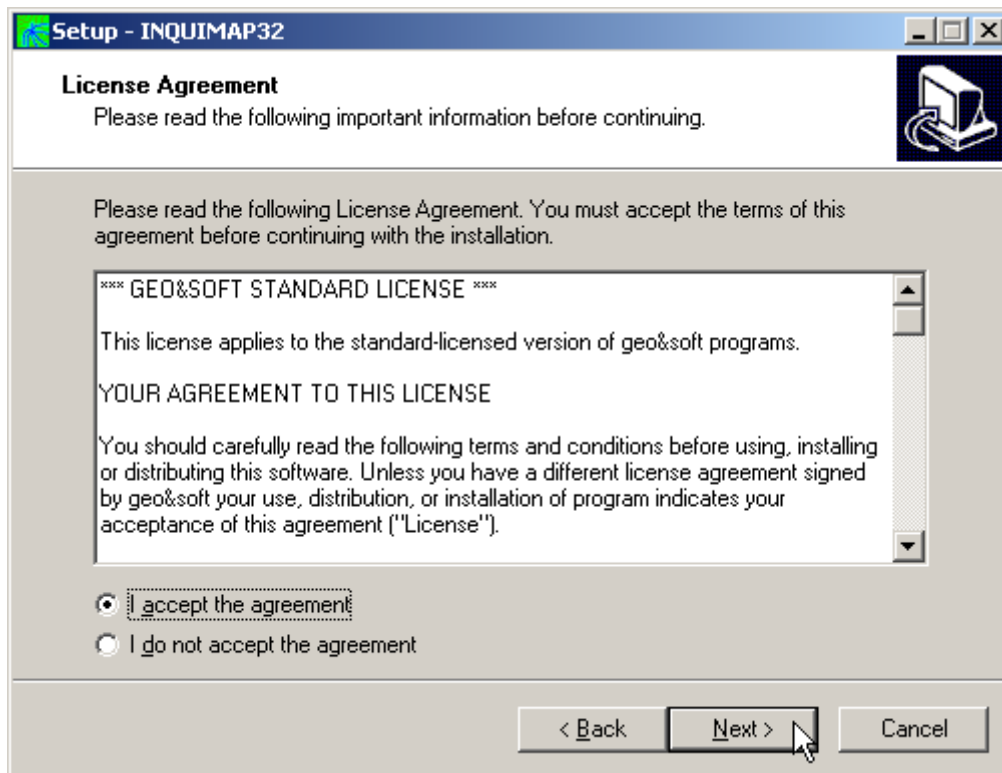 Setup - INQUIMAP32
License Agreement
Please read the following important information before continuing.
Please read the following License Agreement. You must accept the terms of this
agreement before continuing with the installation.
*** GEO&SOFT STANDARD LICENSE ***
This license applies to the standard-licensed version of geo&soft programs.
YOUR AGREEMENT TO THIS LICENSE
You should carefully read the following terms and conditions before using, installing
or distributing this software. Unless you have a different license agreement signed
by geo&soft your use, distribution, or installation of program indicates your
acceptance of this agreement ("License").
I accept the agreement
I do not accept the agreement
< Back Next > Cancel